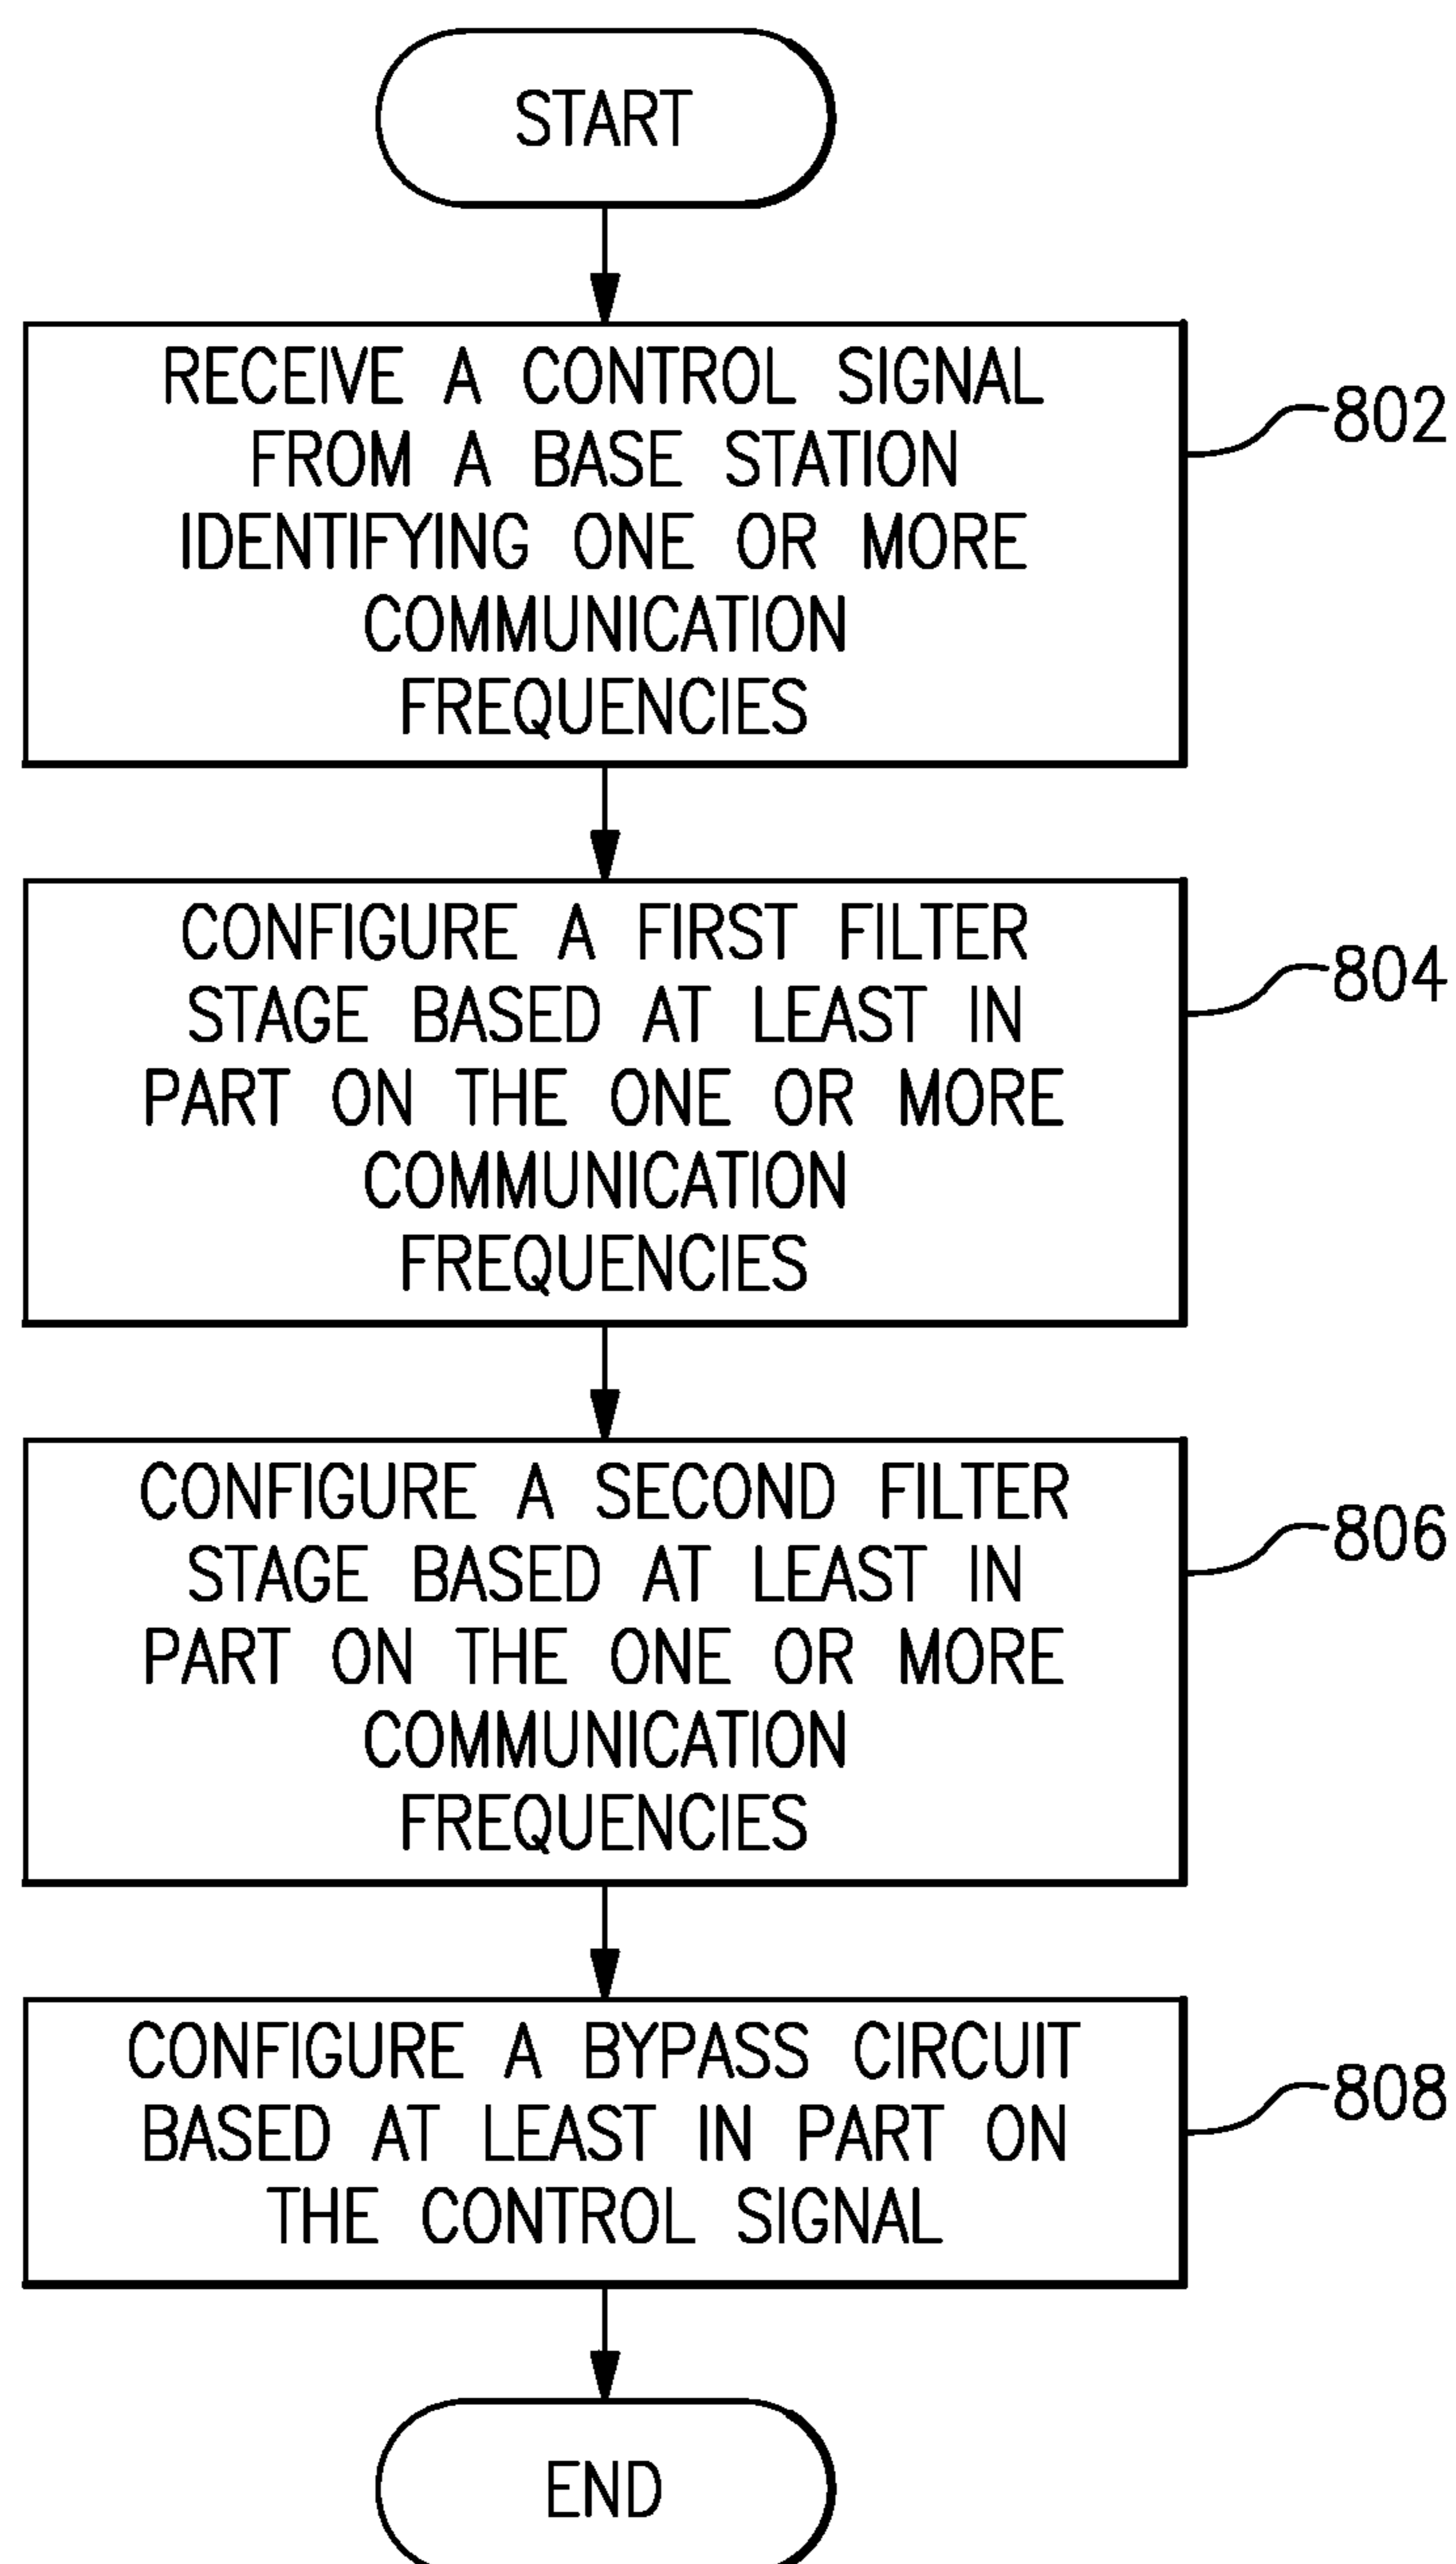 START
RECEIVE A CONTROL SIGNAL
FROM A BASE STATION
IDENTIFYING ONE OR MORE
COMMUNICATION
FREQUENCIES
802
CONFIGURE A FIRST FILTER
STAGE BASED AT LEAST IN
PART ON THE ONE OR MORE
COMMUNICATION
FREQUENCIES
804
CONFIGURE A SECOND FILTER
STAGE BASED AT LEAST IN
PART ON THE ONE OR MORE
COMMUNICATION
FREQUENCIES
806
CONFIGURE A BYPASS CIRCUIT
BASED AT LEAST IN PART ON
THE CONTROL SIGNAL
808
END